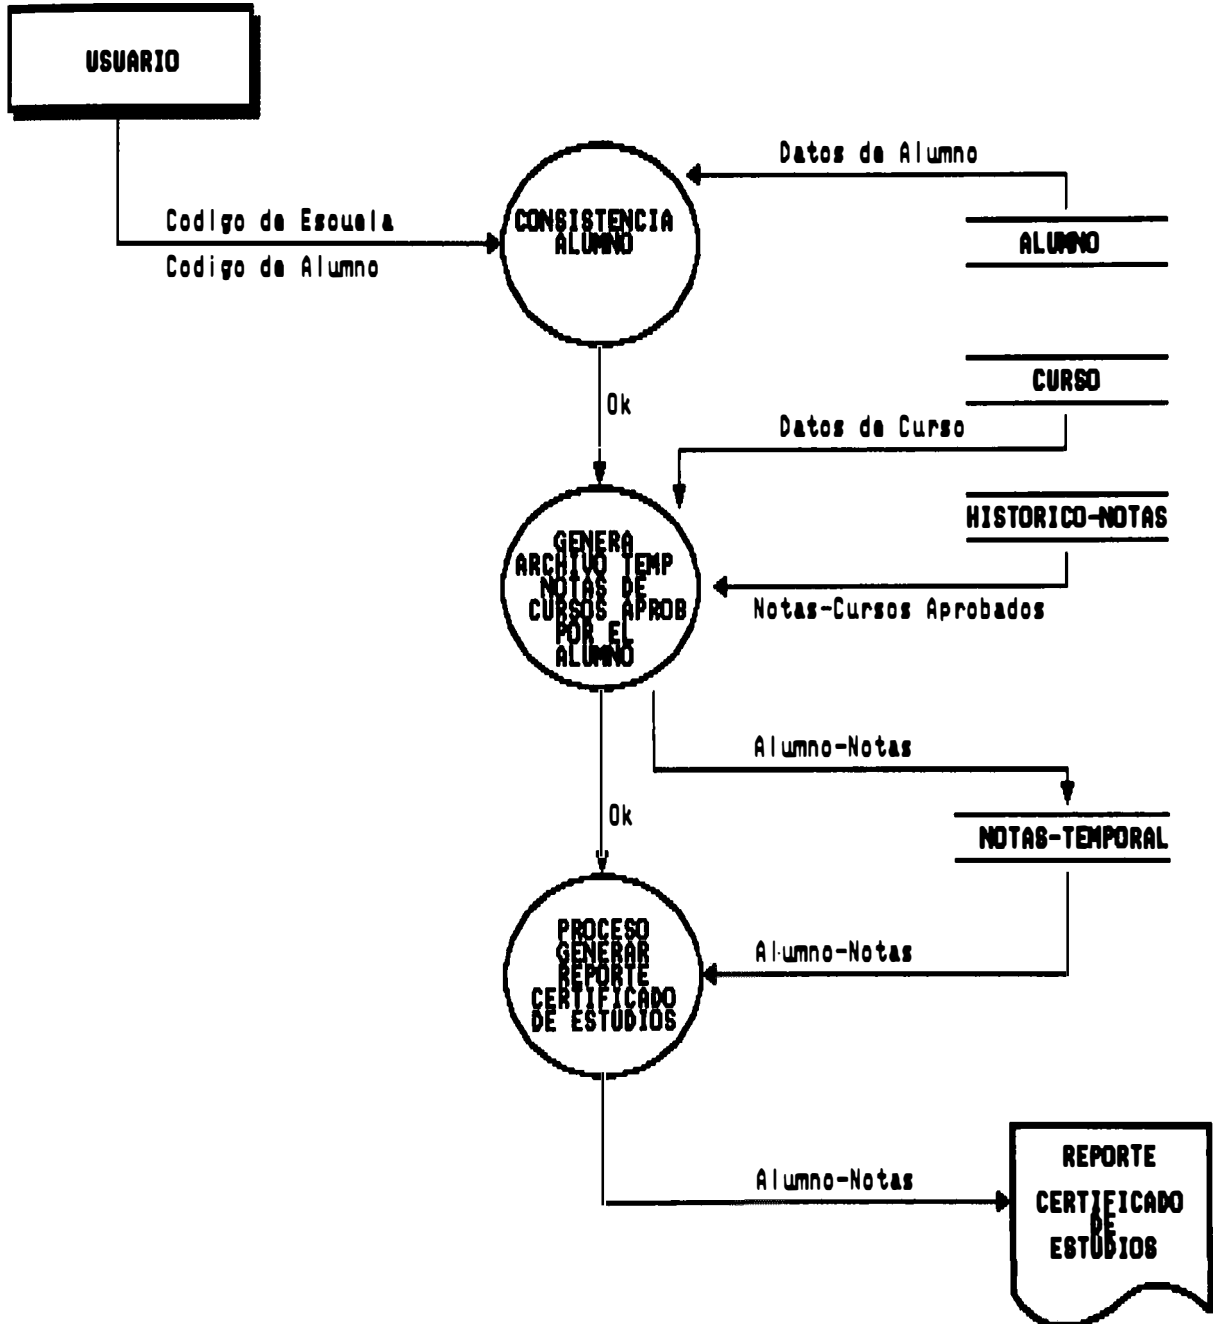 USUARIO
Datos de Alumno
Codigo de Escuela
CONSISTENCIA
ALUMNO
ALUMNO
Codigo de Alumno
CURSO
Ok
Datos de Curso
HISTORICO-NOTAS
GENERA
ARCHIVO TEMP
NOTAS DE
CURSOS APROB
POR EL
ALUMNO
Notas-Cursos Aprobados
Alumno-Notas
Ok
NOTAS-TEMPORAL
PROCESO
GENERAR
REPORTE
CERTIFICADO
DE ESTUDIOS
Alumno-Notas
Alumno-Notas
REPORTE
CERTIFICADO
DE
ESTUDIOS